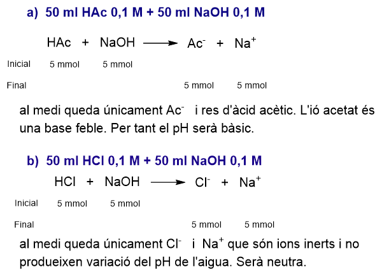 a) 50 ml HAc 0,1 M + 50 ml NaOH 0,1 M
HAc + NaOH ⟶ Ac⁻ + Na⁺
Inicial 5 mmol 5 mmol
Final 5 mmol 5 mmol
al medi queda únicament Ac⁻ i res d'àcid acètic. L'ió acetat és
una base feble. Per tant el pH serà bàsic.
b) 50 ml HCl 0,1 M + 50 ml NaOH 0,1 M
HCl + NaOH ⟶ Cl⁻ + Na⁺
Inicial 5 mmol 5 mmol
Final 5 mmol 5 mmol
al medi queda únicament Cl⁻ i Na⁺ que són ions inerts i no
produeixen variació del pH de l'aigua. Serà neutra.